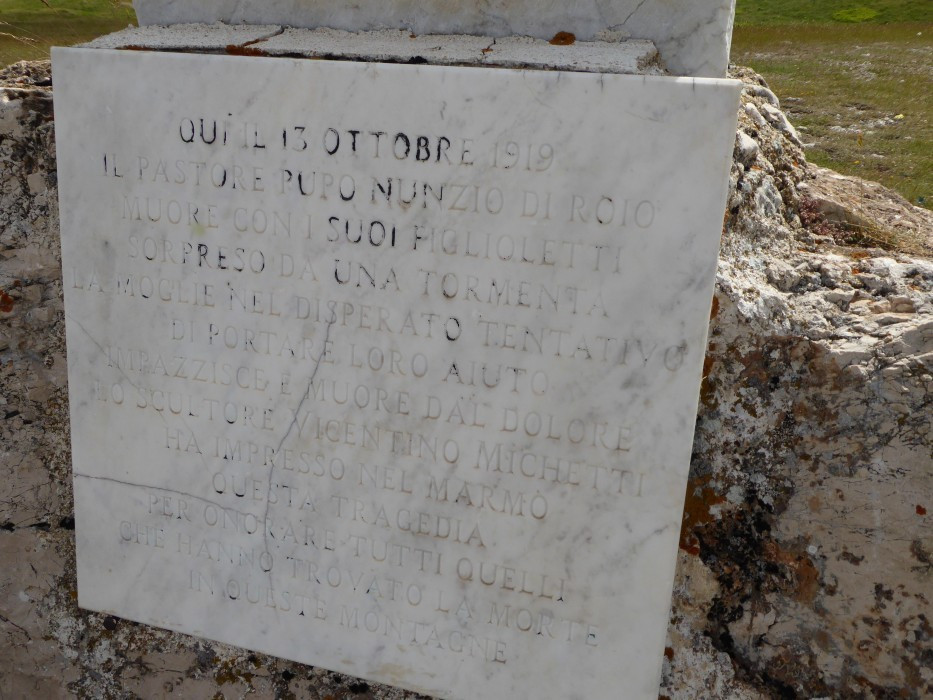 QUI IL 13 OTTOBRE 1919
IL PASTORE PUPO NUNZIO DI ROIO
MUORE CON I SUOI FIGLIOLETTI
SORPRESO DA UNA TORMENTA
LA MOGLIE NEL DISPERATO TENTATIVO
DI PORTARE LORO AIUTO
IMPAZZISCE E MUORE DAL DOLORE
LO SCULTORE VICENTINO MICHETTI
HA IMPRESSO NEL MARMO
QUESTA TRAGEDIA
PER ONORARE TUTTI QUELLI
CHE HANNO TROVATO LA MORTE
IN QUESTE MONTAGNE